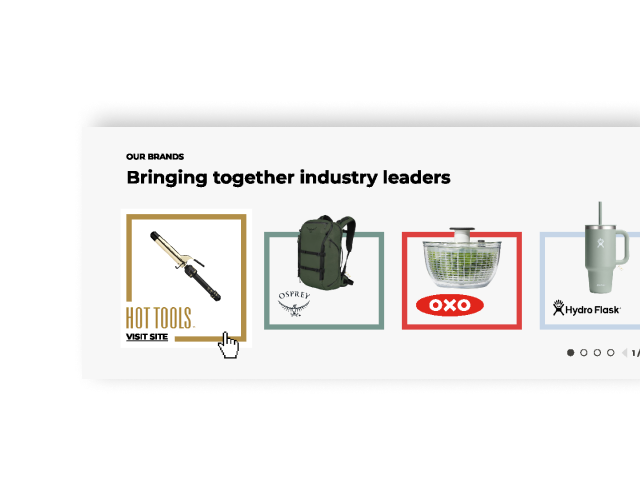 OUR BRANDS
Bringing together industry leaders
HOT TOOLS
VISIT SITE
OSPREY
OXO
Hydro Flask
1/